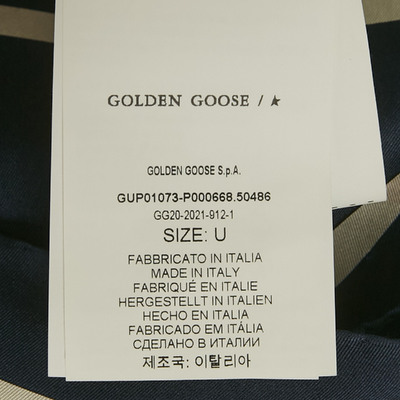 GOLDEN GOOSE / ★
GOLDEN GOOSE S.p.A.
GUP01073-P000668.50486
GG20-2021-912-1
SIZE: U
FABBRICATO IN ITALIA
MADE IN ITALY
FABRIQUÉ EN ITALIE
HERGESTELLT IN ITALIEN
HECHO EN ITALIA
FABRICADO EM ITÁLIA
СДЕЛАНО В ИТАЛИИ
제조국: 이탈리아